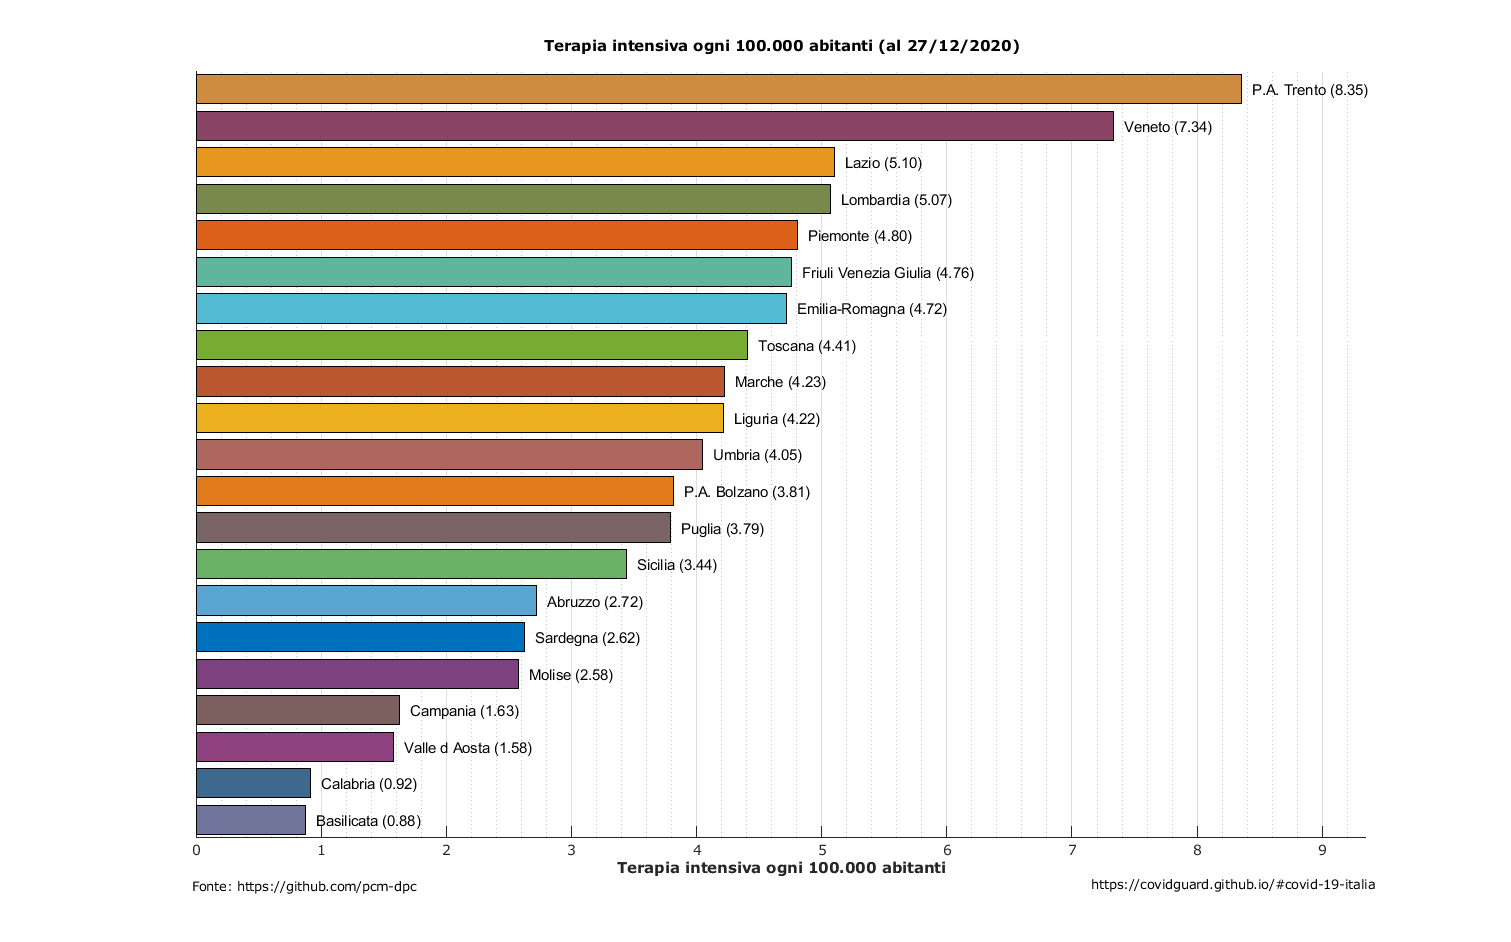 Terapia intensiva ogni 100.000 abitanti (al 27/12/2020)
P.A. Trento (8.35)
Veneto (7.34)
Lazio (5.10)
Lombardia (5.07)
Piemonte (4.80)
Friuli Venezia Giulia (4.76)
Emilia-Romagna (4.72)
Toscana (4.41)
Marche (4.23)
Liguria (4.22)
Umbria (4.05)
P.A. Bolzano (3.81)
Puglia (3.79)
Sicilia (3.44)
Abruzzo (2.72)
Sardegna (2.62)
Molise (2.58)
Campania (1.63)
Valle d Aosta (1.58)
Calabria (0.92)
Basilicata (0.88)
0 1 2 3 4 5 6 7 8 9
Terapia intensiva ogni 100.000 abitanti
Fonte: https://github.com/pcm-dpc
https://covidguard.github.io/#covid-19-italia